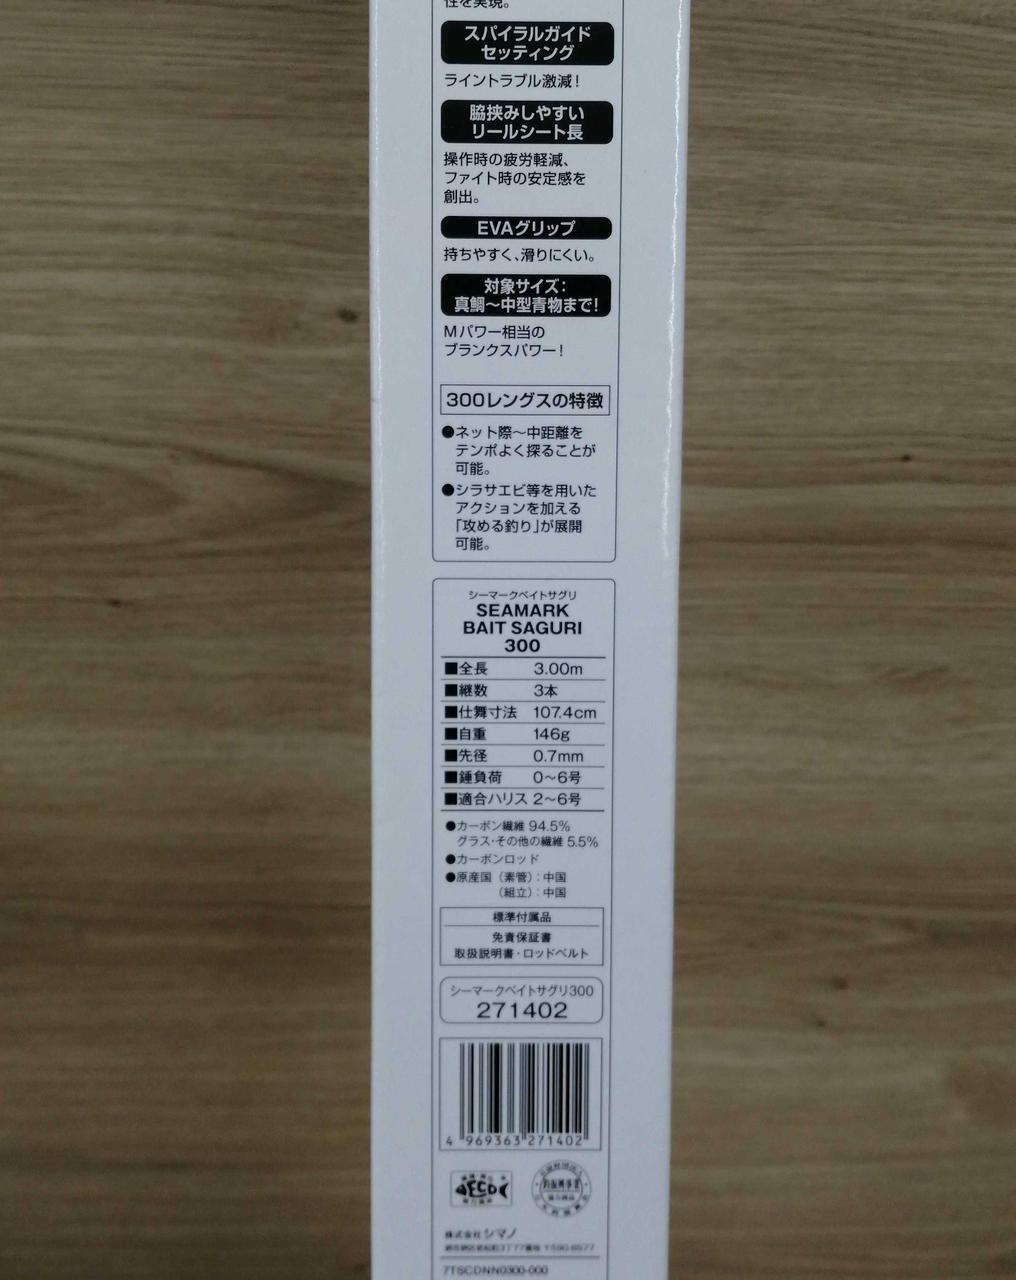 性を実現。
スパイラルガイド
セッティング
ライントラブル激減!
脇挟みしやすい
リールシート長
操作時の疲労軽減、
ファイト時の安定感を
創出。
EVAグリップ
持ちやすく、滑りにくい。
対象サイズ:
真鯛〜中型青物まで!
Mパワー相当の
ブランクスパワー!
300レングスの特徴
●ネット際〜中距離を
テンポよく探ることが
可能。
●シラサエビ等を用いた
アクションを加える
「攻める釣り」が展開
可能。
シーマークベイトサグリ
SEAMARK
BAIT SAGURI
300
■全長 3.00m
■継数 3本
■仕舞寸法 107.4cm
■自重 146g
■先径 0.7mm
■錘負荷 0〜6号
■適合ハリス 2〜6号
●カーボン繊維 94.5%
グラス・その他の繊維 5.5%
●カーボンロッド
●原産国(素管):中国
(組立):中国
標準付属品
免責保証書
取扱説明書・ロッドベルト
シーマークベイトサグリ300
271402
4 969363 271402
ECO
株式会社シマノ
7TSCDNN0300-000